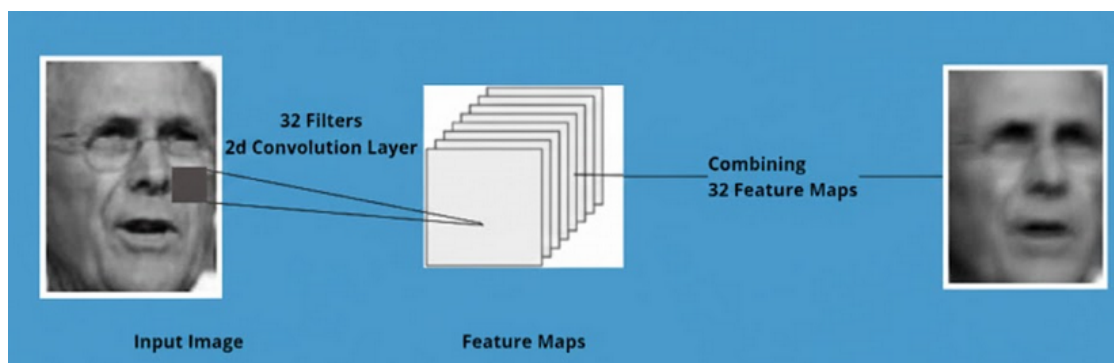 32 Filters
2d Convolution Layer
Combining
32 Feature Maps
Input Image
Feature Maps